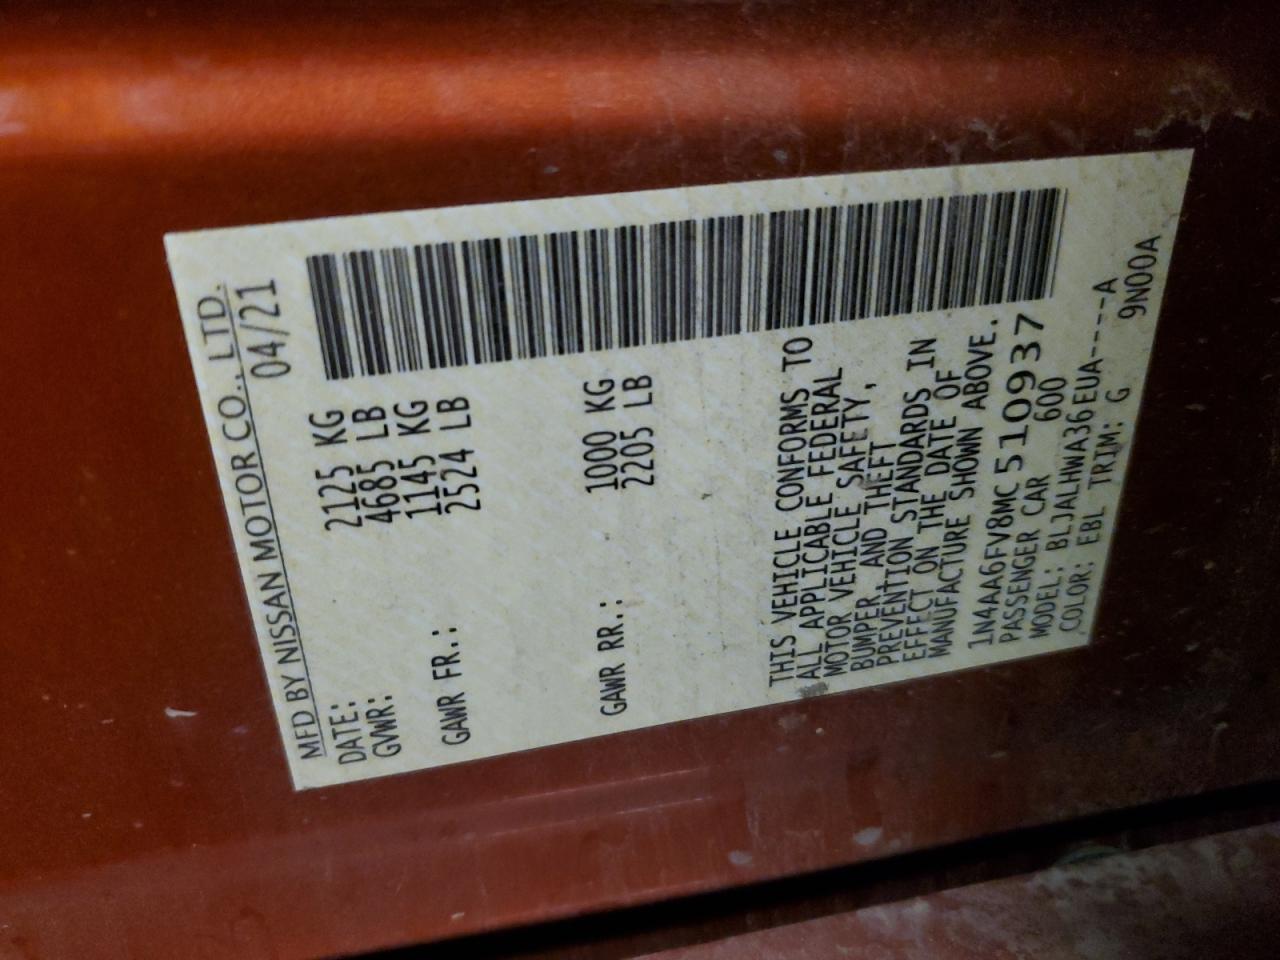 MFD BY NISSAN MOTOR CO., LTD.
DATE: 04/21
GVWR: 2125 KG
4685 LB
GAWR FR.: 1145 KG
2524 LB
GAWR RR.: 1000 KG
2205 LB
THIS VEHICLE CONFORMS TO
ALL APPLICABLE FEDERAL
MOTOR VEHICLE SAFETY,
BUMPER, AND THEFT
PREVENTION STANDARDS IN
EFFECT ON THE DATE OF
MANUFACTURE SHOWN ABOVE.
1N4AA6FV8MC510937
PASSENGER CAR 600
MODEL: BLJALHWA36EUA----A
COLOR: EBL TRIM: G 9N00A